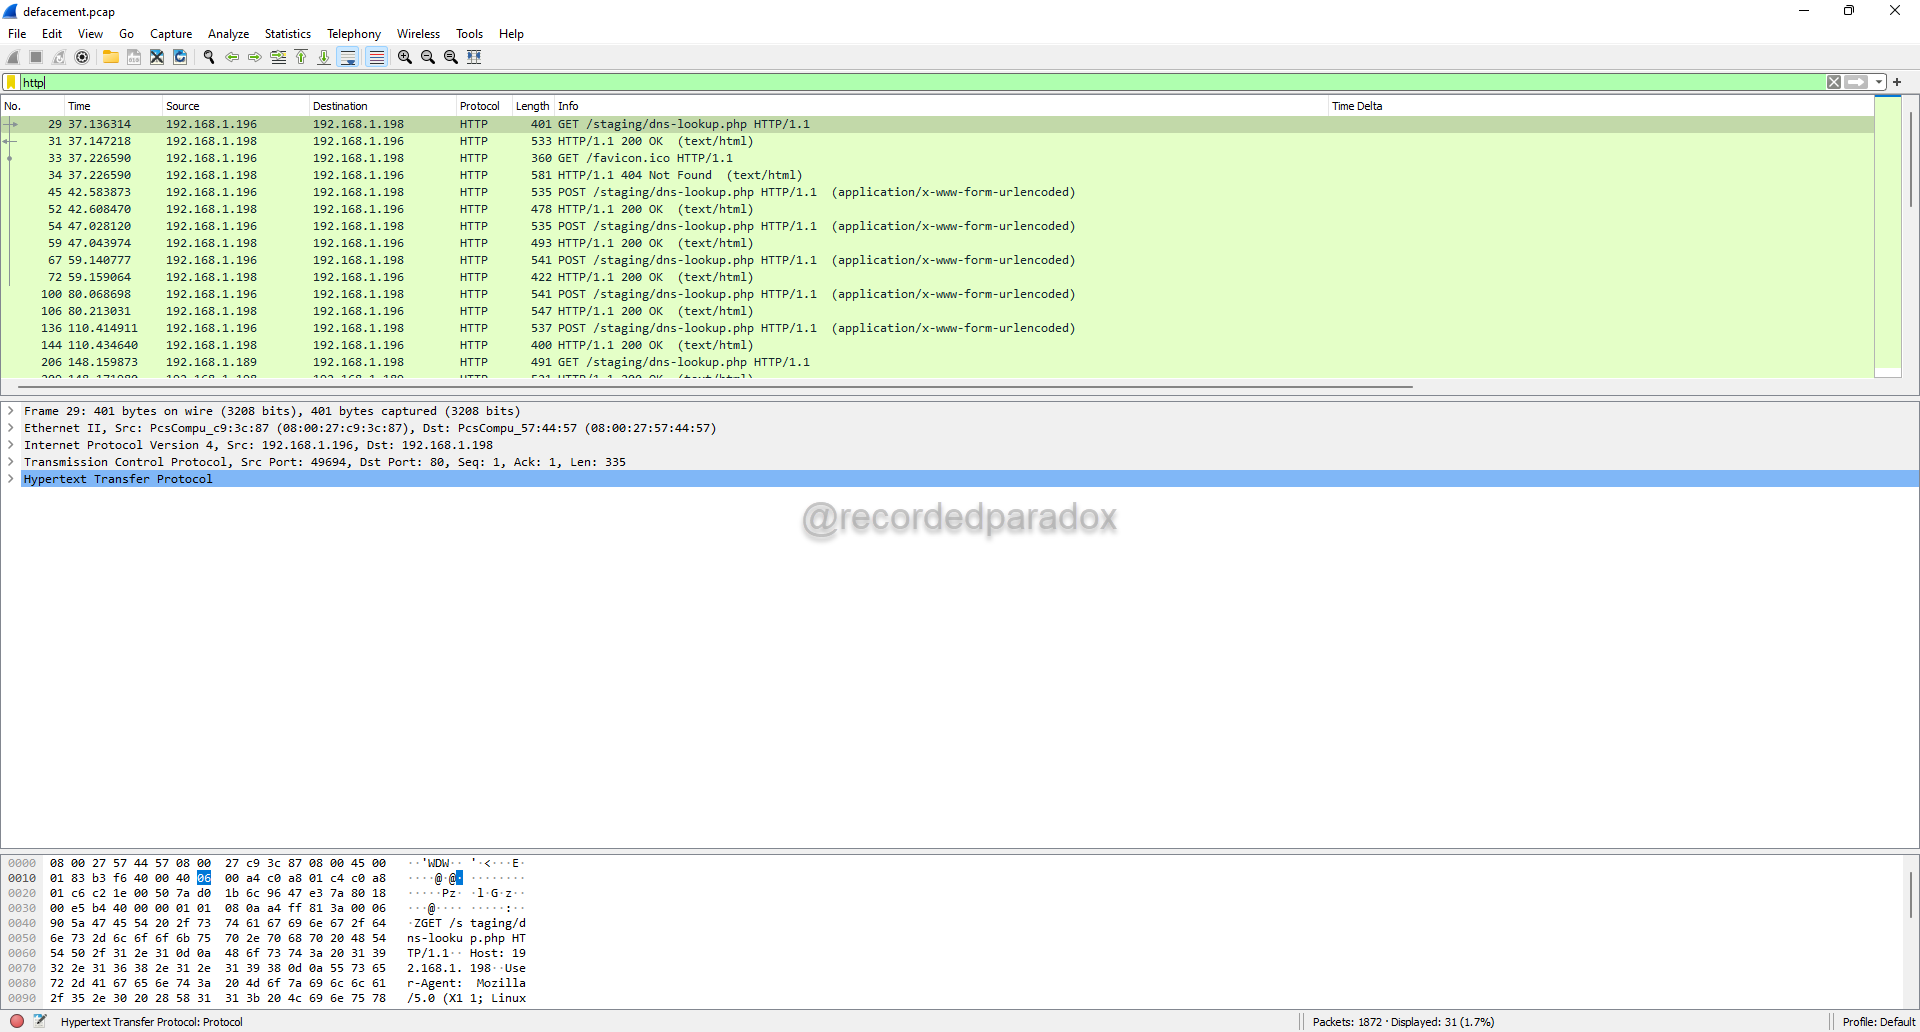 defacement.pcap
File Edit View Go Capture Analyze Statistics Telephony Wireless Tools Help
http
No. Time Source Destination Protocol Length Info Time Delta
29 37.136314 192.168.1.196 192.168.1.198 HTTP 401 GET /staging/dns-lookup.php HTTP/1.1
31 37.147218 192.168.1.198 192.168.1.196 HTTP 533 HTTP/1.1 200 OK (text/html)
33 37.226590 192.168.1.196 192.168.1.198 HTTP 360 GET /favicon.ico HTTP/1.1
34 37.226590 192.168.1.198 192.168.1.196 HTTP 581 HTTP/1.1 404 Not Found (text/html)
45 42.583873 192.168.1.196 192.168.1.198 HTTP 535 POST /staging/dns-lookup.php HTTP/1.1 (application/x-www-form-urlencoded)
52 42.608470 192.168.1.198 192.168.1.196 HTTP 478 HTTP/1.1 200 OK (text/html)
54 47.028120 192.168.1.196 192.168.1.198 HTTP 535 POST /staging/dns-lookup.php HTTP/1.1 (application/x-www-form-urlencoded)
59 47.043974 192.168.1.198 192.168.1.196 HTTP 493 HTTP/1.1 200 OK (text/html)
67 59.140777 192.168.1.196 192.168.1.198 HTTP 541 POST /staging/dns-lookup.php HTTP/1.1 (application/x-www-form-urlencoded)
72 59.159064 192.168.1.198 192.168.1.196 HTTP 422 HTTP/1.1 200 OK (text/html)
100 80.068698 192.168.1.196 192.168.1.198 HTTP 541 POST /staging/dns-lookup.php HTTP/1.1 (application/x-www-form-urlencoded)
106 80.213031 192.168.1.198 192.168.1.196 HTTP 547 HTTP/1.1 200 OK (text/html)
136 110.414911 192.168.1.196 192.168.1.198 HTTP 537 POST /staging/dns-lookup.php HTTP/1.1 (application/x-www-form-urlencoded)
144 110.434640 192.168.1.198 192.168.1.196 HTTP 400 HTTP/1.1 200 OK (text/html)
206 148.159873 192.168.1.189 192.168.1.198 HTTP 491 GET /staging/dns-lookup.php HTTP/1.1
Frame 29: 401 bytes on wire (3208 bits), 401 bytes captured (3208 bits)
Ethernet II, Src: PcsCompu_c9:3c:87 (08:00:27:c9:3c:87), Dst: PcsCompu_57:44:57 (08:00:27:57:44:57)
Internet Protocol Version 4, Src: 192.168.1.196, Dst: 192.168.1.198
Transmission Control Protocol, Src Port: 49694, Dst Port: 80, Seq: 1, Ack: 1, Len: 335
Hypertext Transfer Protocol
@recordedparadox
0000 08 00 27 57 44 57 08 00 27 c9 3c 87 08 00 45 00 ··'WDW·· '·<···E·
0010 01 83 b3 f6 40 00 40 06 00 a4 c0 a8 01 c4 c0 a8 ····@·@· ········
0020 01 c6 c2 1e 00 50 7a d0 1b 6c 96 47 e3 7a 80 18 ·····Pz· ·l·G·z··
0030 00 e5 b4 40 00 00 01 01 08 0a a4 ff 81 3a 00 06 ···@···· ·····:··
0040 90 5a 47 45 54 20 2f 73 74 61 67 69 6e 67 2f 64 ·ZGET /s taging/d
0050 6e 73 2d 6c 6f 6f 6b 75 70 2e 70 68 70 20 48 54 ns-looku p.php HT
0060 54 50 2f 31 2e 31 0d 0a 48 6f 73 74 3a 20 31 39 TP/1.1·· Host: 19
0070 32 2e 31 36 38 2e 31 2e 31 39 38 0d 0a 55 73 65 2.168.1. 198··Use
0080 72 2d 41 67 65 6e 74 3a 20 4d 6f 7a 69 6c 6c 61 r-Agent: Mozilla
0090 2f 35 2e 30 20 28 58 31 31 3b 20 4c 69 6e 75 78 /5.0 (X1 1; Linux
Hypertext Transfer Protocol: Protocol Packets: 1872 · Displayed: 31 (1.7%) Profile: Default